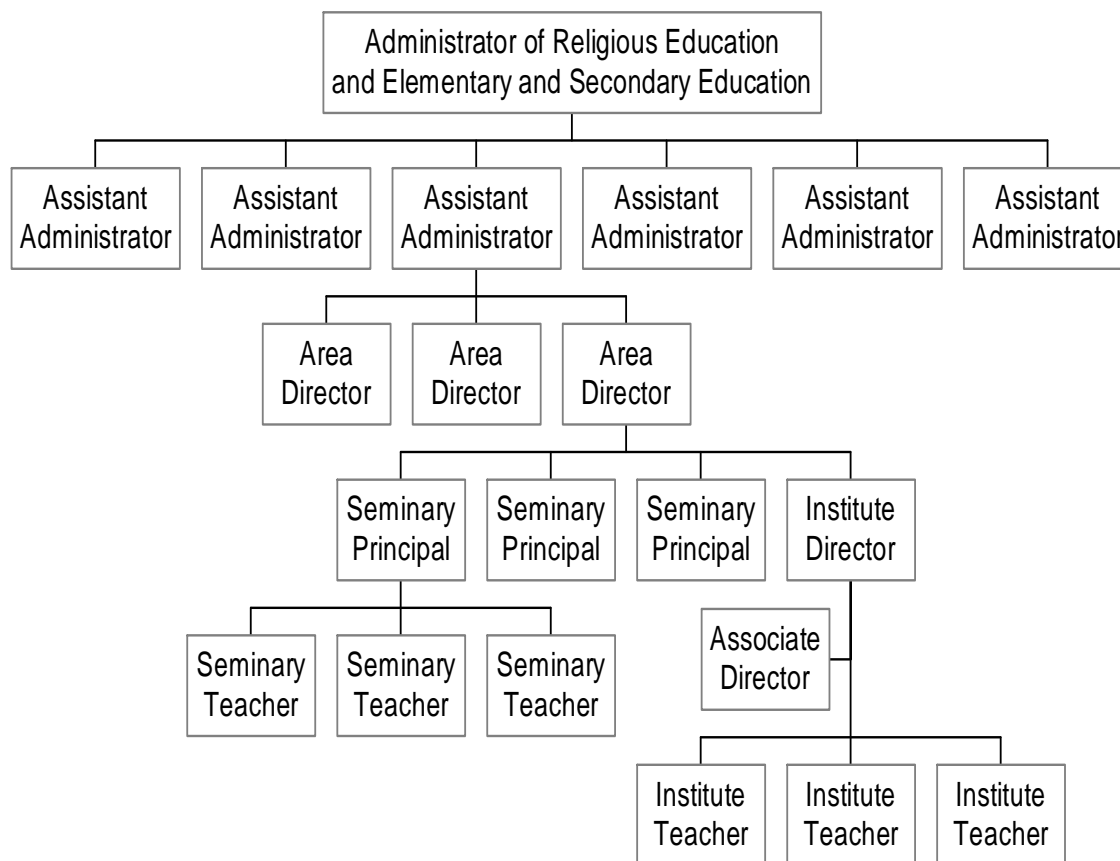 Administrator of Religious Education
and Elementary and Secondary Education
Assistant
Administrator
Assistant
Administrator
Assistant
Administrator
Assistant
Administrator
Assistant
Administrator
Assistant
Administrator
Area
Director
Area
Director
Area
Director
Seminary
Principal
Seminary
Principal
Seminary
Principal
Institute
Director
Seminary
Teacher
Seminary
Teacher
Seminary
Teacher
Associate
Director
Institute
Teacher
Institute
Teacher
Institute
Teacher